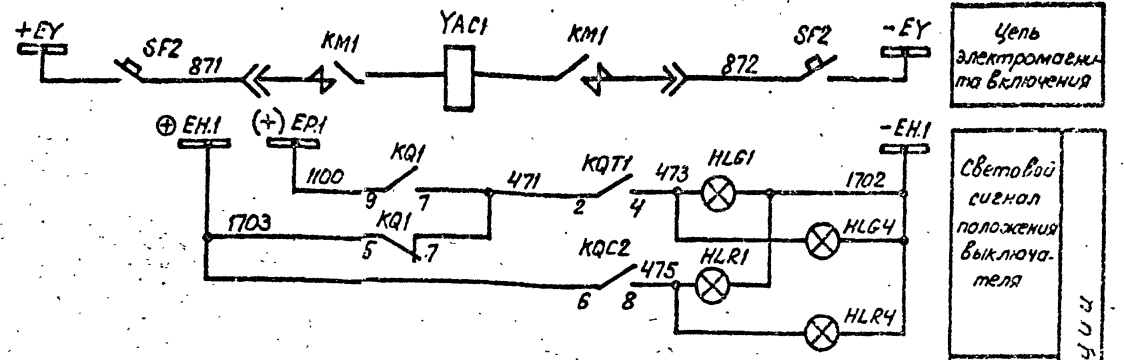 +EY
SF2
871
KM1
YAC1
KM1
872
SF2
-EY
Цепь
электромагни-
та включения
⊕ EH.1
(+) EP.1
-EH.1
1100
KQ1
9
7
471
KQT1
2
4
473
HLG1
1702
1703
KQ1
5
7
HLG4
KQC2
6
8
475
HLR1
HLR4
Световой
сигнал
положения
выключа-
теля